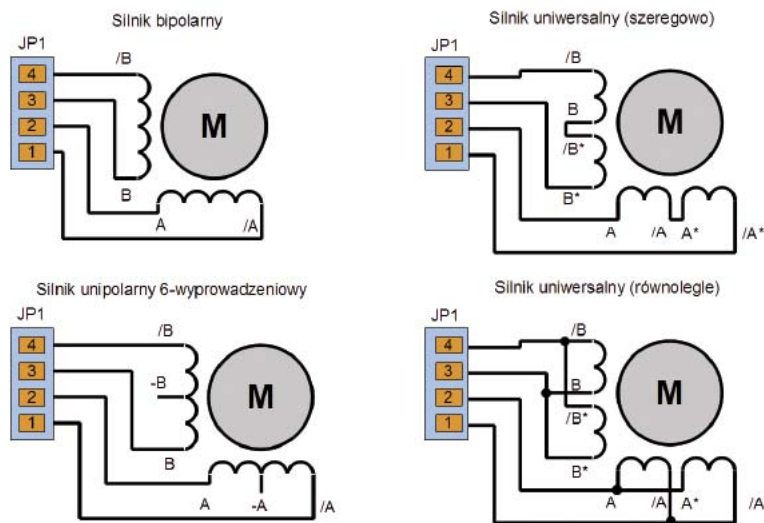 Silnik bipolarny
JP1
4
3
2
1
/B
B
A
/A
M
Silnik uniwersalny (szeregowo)
JP1
4
3
2
1
/B
B
/B*
B*
A
/A
A*
/A*
M
Silnik unipolarny 6-wyprowadzeniowy
JP1
4
3
2
1
/B
-B
B
A
-A
/A
M
Silnik uniwersalny (równolegle)
JP1
4
3
2
1
/B
B
/B*
B*
A
/A
A*
/A
M